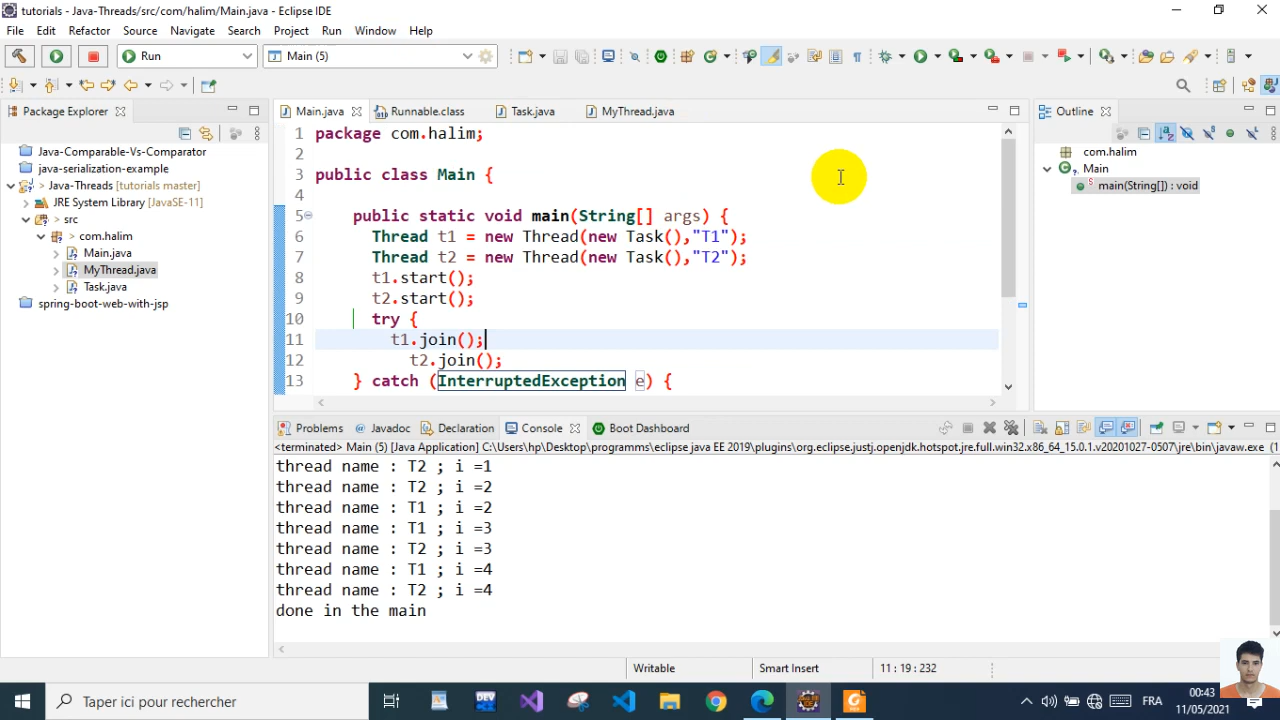 tutorials - Java-Threads/src/com/halim/Main.java - Eclipse IDE
File Edit Refactor Source Navigate Search Project Run Window Help
Run
Main (5)
Package Explorer
Java-Comparable-Vs-Comparator
java-serialization-example
> Java-Threads [tutorials master]
JRE System Library [JavaSE-11]
> src
> com.halim
Main.java
MyThread.java
Task.java
spring-boot-web-with-jsp
Main.java Runnable.class Task.java MyThread.java
1 package com.halim;
2
3 public class Main {
4
5 public static void main(String[] args) {
6 Thread t1 = new Thread(new Task(),"T1");
7 Thread t2 = new Thread(new Task(),"T2");
8 t1.start();
9 t2.start();
10 try {
11 t1.join();
12 t2.join();
13 } catch (InterruptedException e) {
Outline
com.halim
Main
main(String[]) : void
Problems Javadoc Declaration Console Boot Dashboard
<terminated> Main (5) [Java Application] C:\Users\hp\Desktop\programms\eclipse java EE 2019\plugins\org.eclipse.justj.openjdk.hotspot.jre.full.win32.x86_64_15.0.1.v20201027-0507\jre\bin\javaw.exe (1
thread name : T2 ; i =1
thread name : T2 ; i =2
thread name : T1 ; i =2
thread name : T1 ; i =3
thread name : T2 ; i =3
thread name : T1 ; i =4
thread name : T2 ; i =4
done in the main
Writable Smart Insert 11 : 19 : 232
Taper ici pour rechercher
DEV
FRA
00:43
11/05/2021